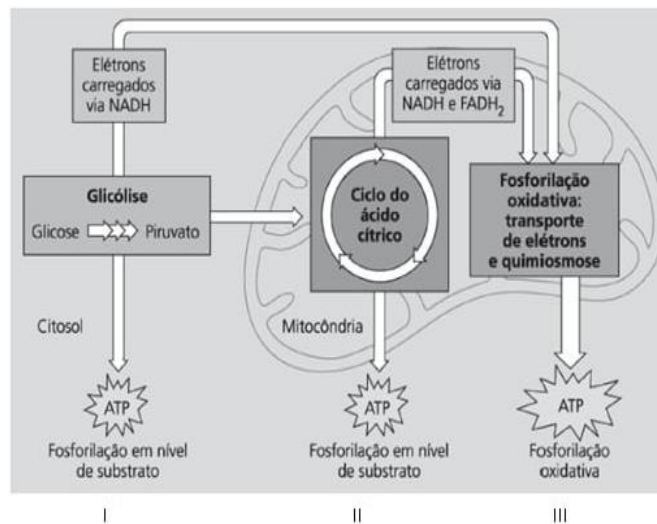 Elétrons
carregados
via NADH
Elétrons
carregados via
NADH e FADH₂
Glicólise
Glicose
Piruvato
Ciclo do
ácido
cítrico
Fosforilação
oxidativa:
transporte
de elétrons
e quimiosmose
Citosol
Mitocôndria
ATP
ATP
ATP
Fosforilação em nível
de substrato
Fosforilação em nível
de substrato
Fosforilação
oxidativa
I
II
III